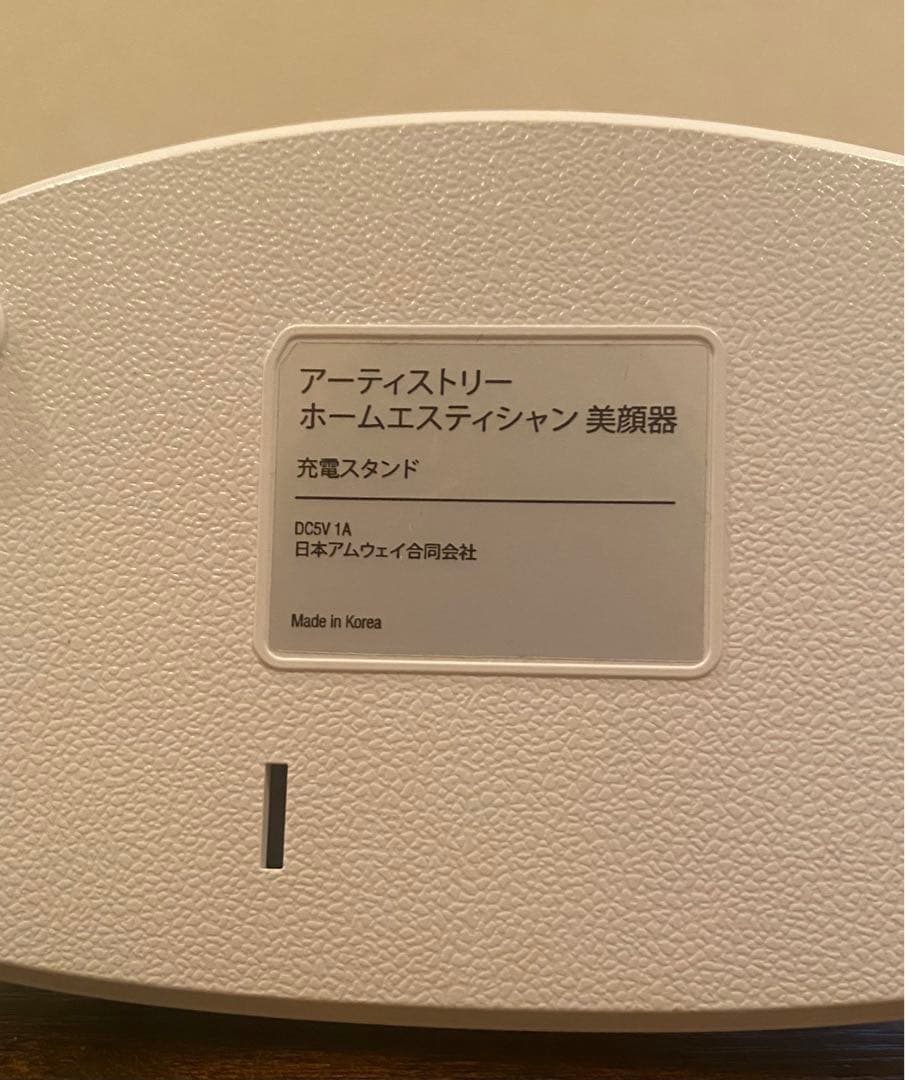 アーティストリー
ホームエスティシャン 美顔器
充電スタンド
DC5V 1A
日本アムウェイ合同会社
Made in Korea